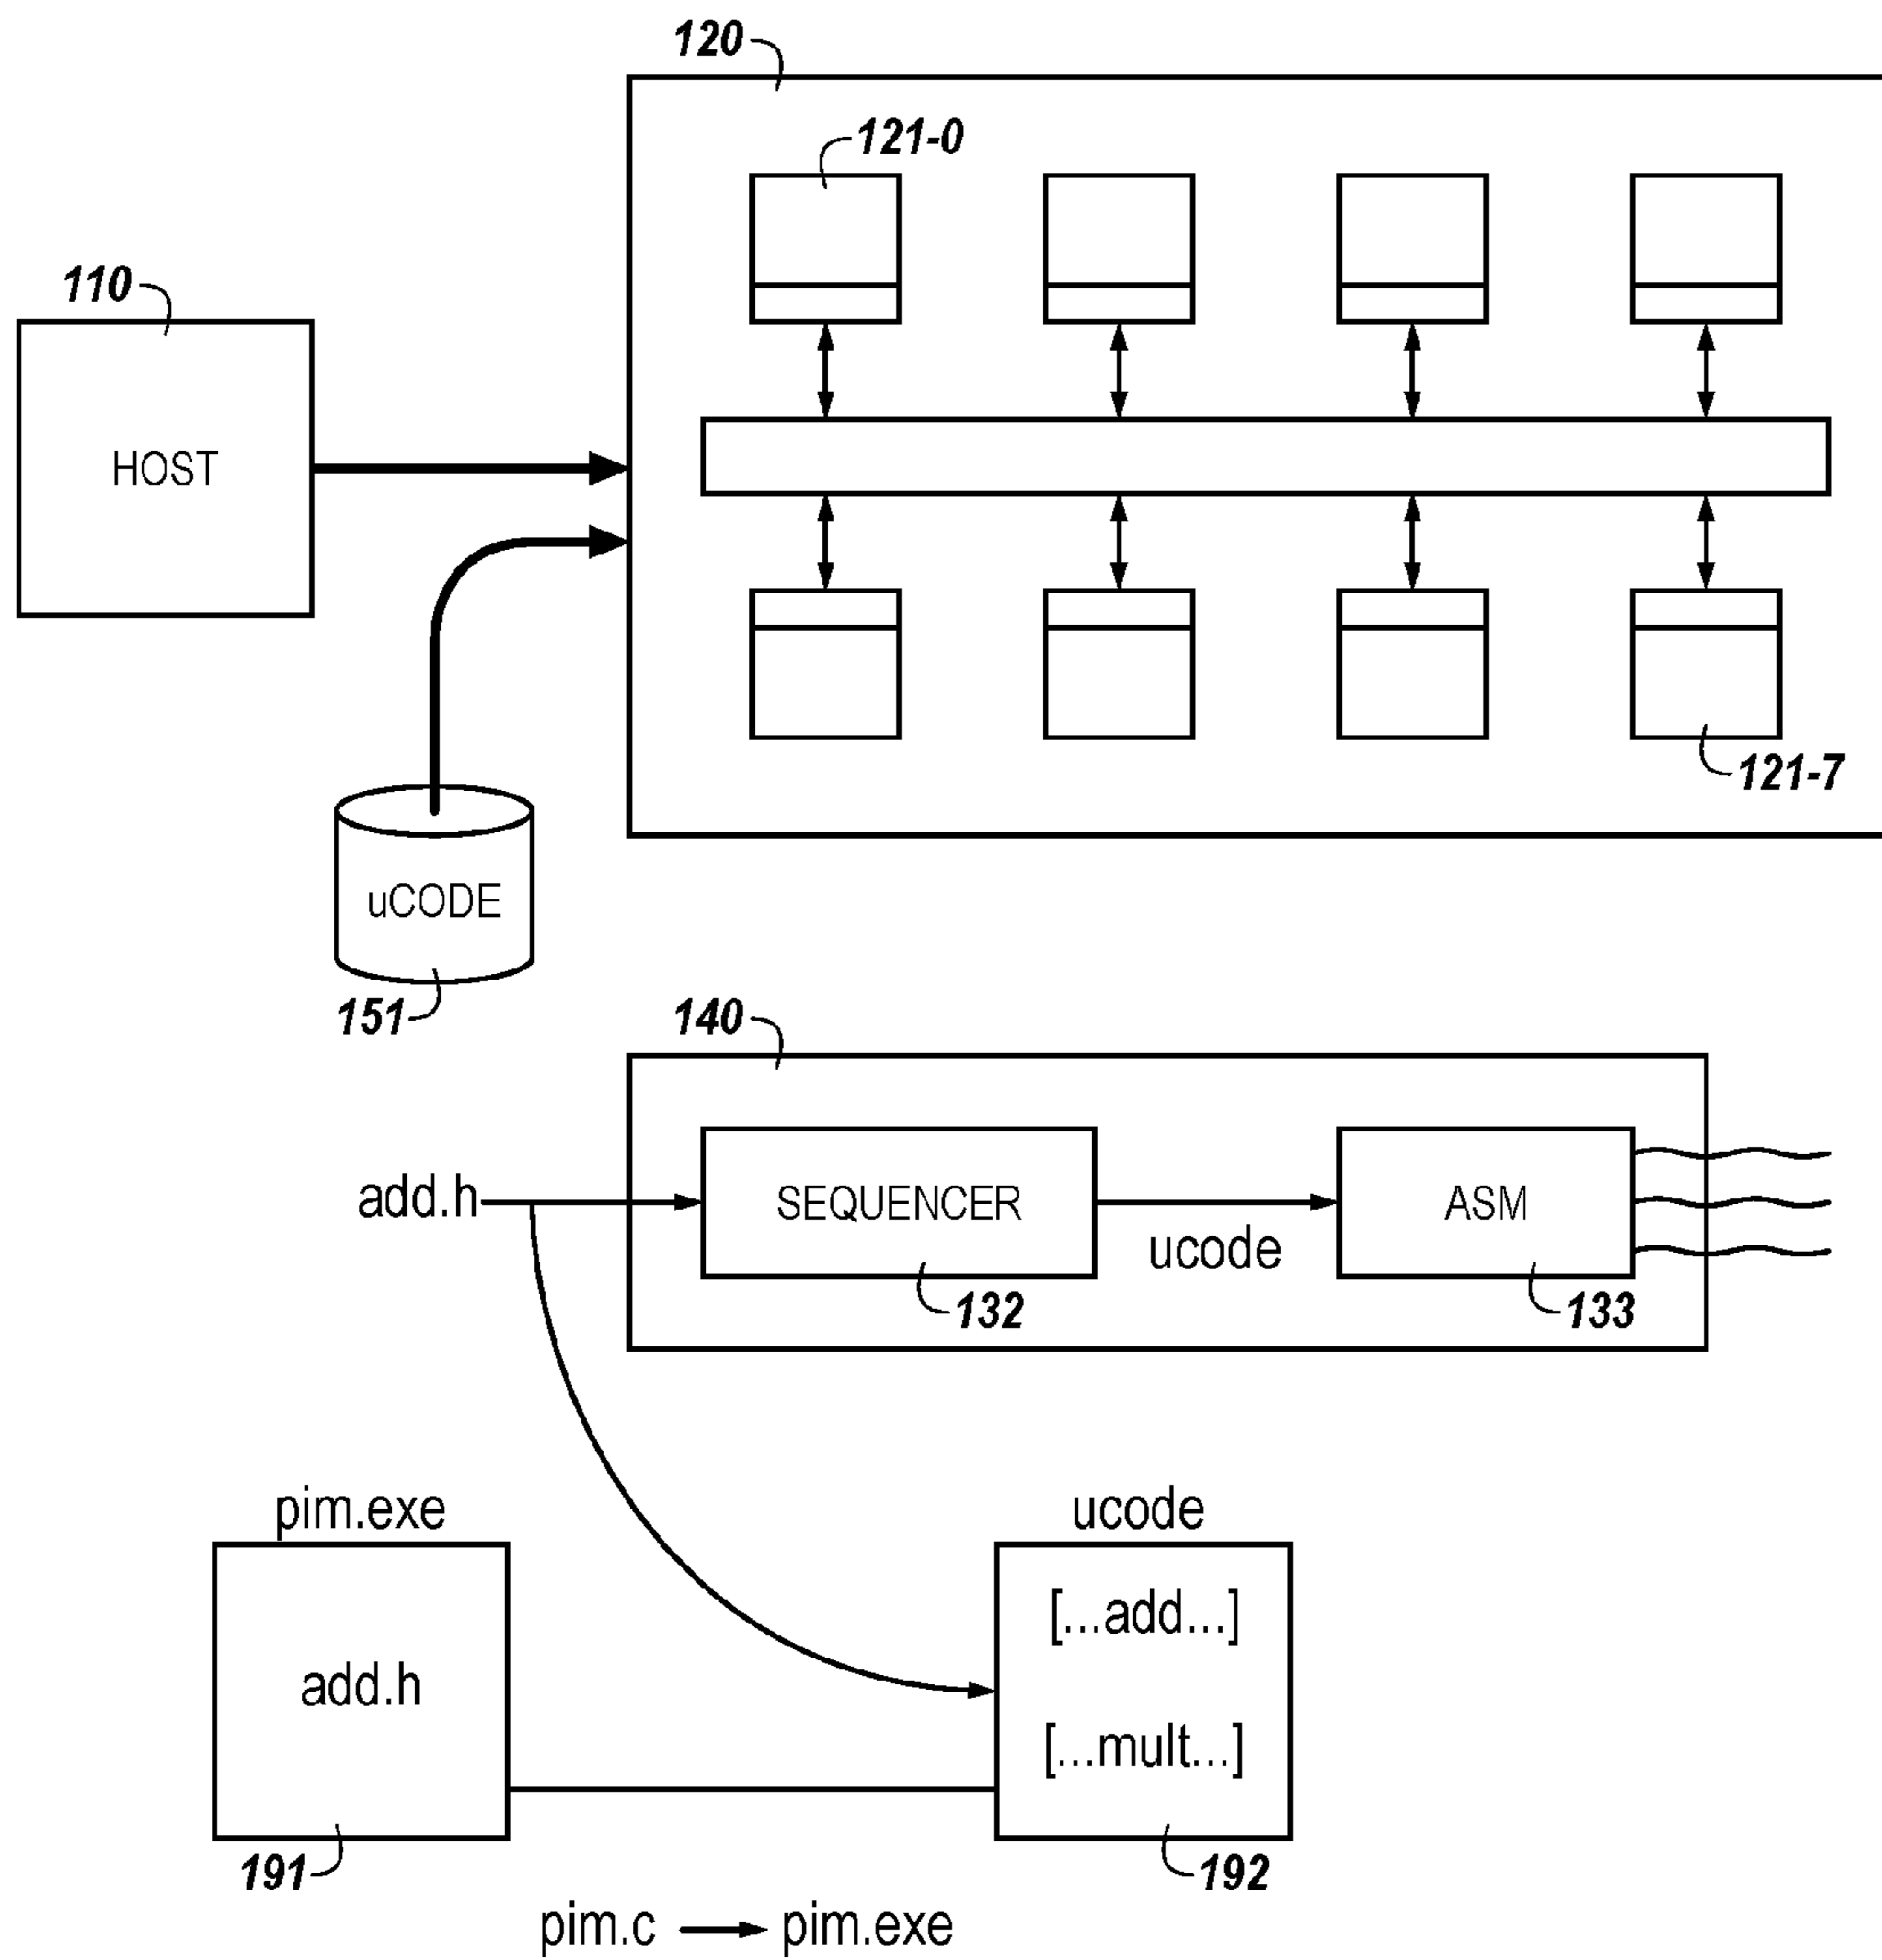 120
121-0
110
HOST
121-7
uCODE
151
140
add.h
SEQUENCER
ucode
ASM
132
133
pim.exe
ucode
[...add...]
add.h
[...mult...]
191
192
pim.c
pim.exe